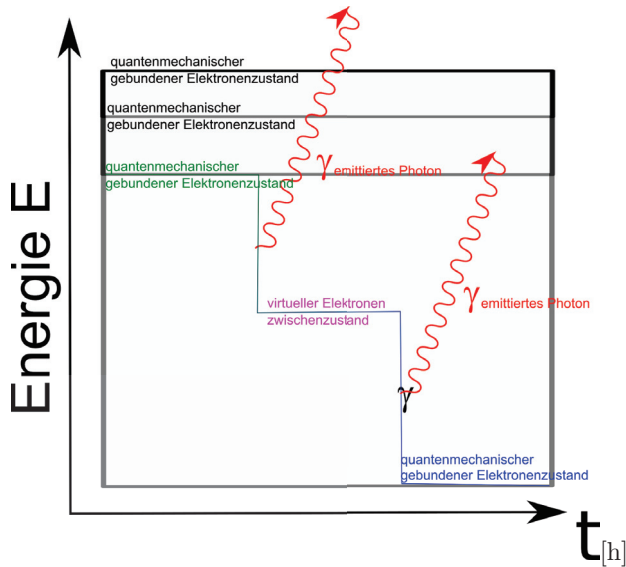 quantenmechanischer
gebundener Elektronenzustand
quantenmechanischer
gebundener Elektronenzustand
quantenmechanischer
gebundener Elektronenzustand
γ emittiertes Photon
Energie E
virtueller Elektronen
zwischenzustand
γ emittiertes Photon
γ
quantenmechanischer
gebundener Elektronenzustand
t[h]